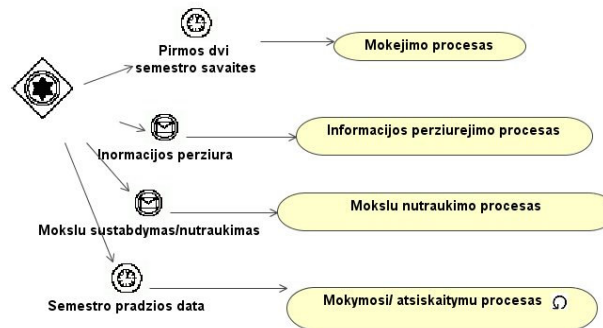 Pirmos dvi
semestro savaites
Mokejimo procesas
Inormacijos perziura
Informacijos perziurejimo procesas
Mokslu sustabdymas/nutraukimas
Mokslu nutraukimo procesas
Semestro pradzios data
Mokymosi/ atsiskaitymu procesas